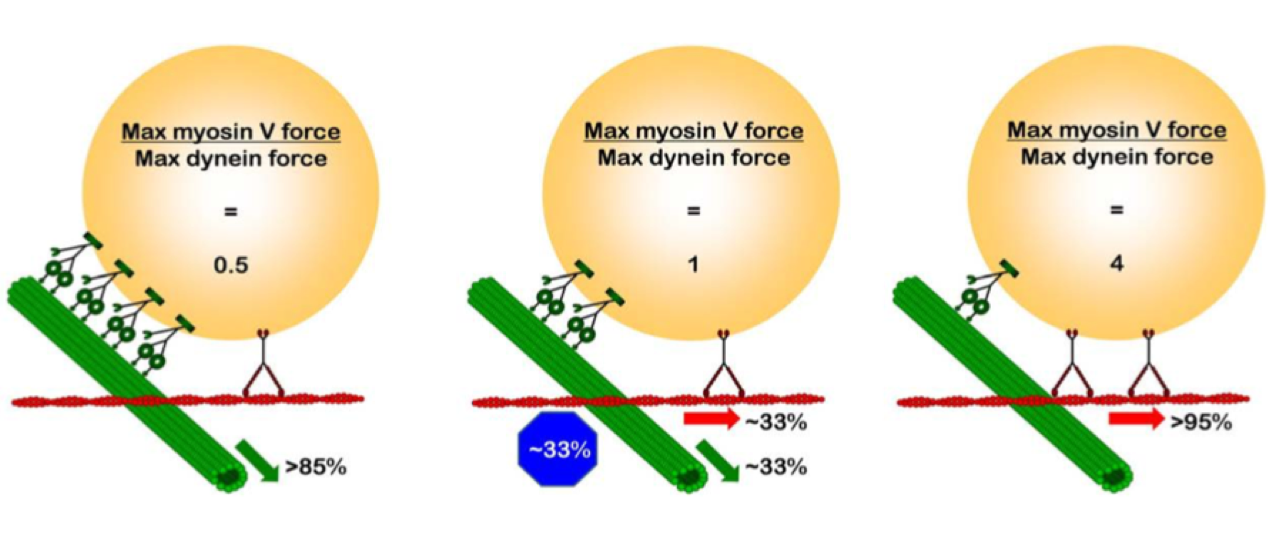 Max myosin V force
Max dynein force
=
0.5
>85%
Max myosin V force
Max dynein force
=
1
~33%
~33%
~33%
Max myosin V force
Max dynein force
=
4
>95%